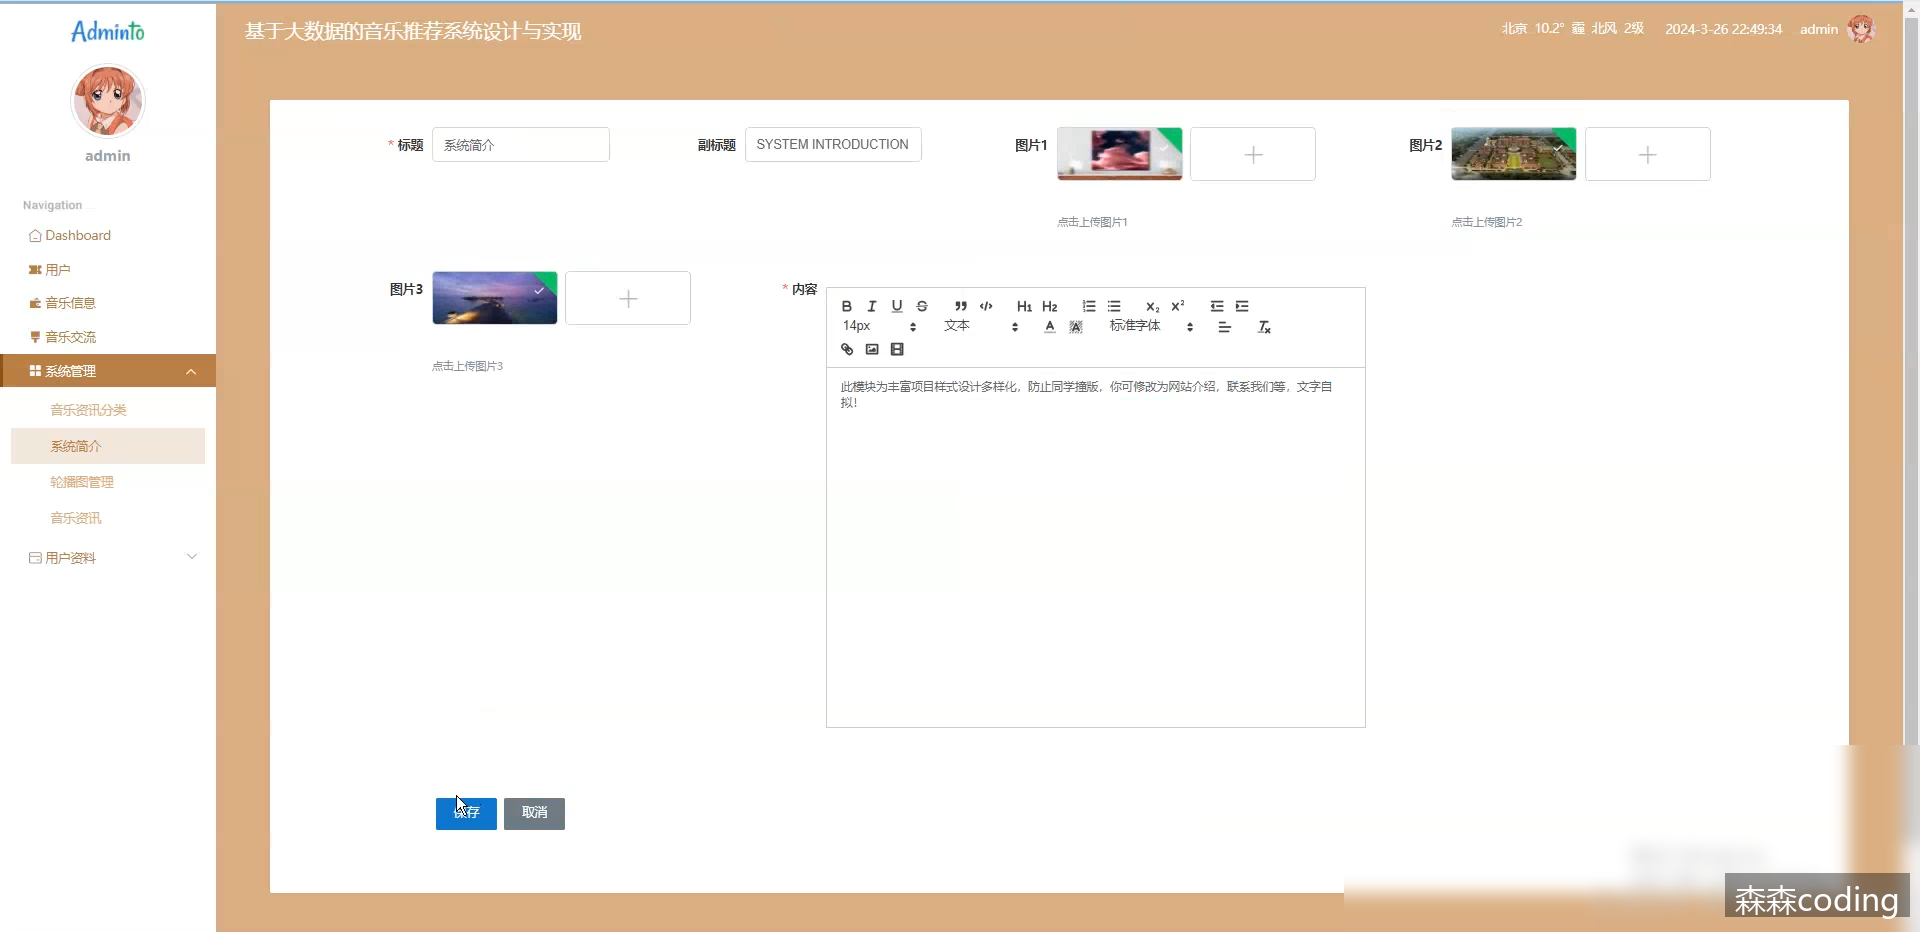 Adminto
基于大数据的音乐推荐系统设计与实现
北京 10.2° 霾 北风 2级
2024-3-26 22:49:34
admin
admin
Navigation
Dashboard
用户
音乐信息
音乐交流
系统管理
音乐资讯分类
系统简介
轮播图管理
音乐资讯
用户资料
* 标题
系统简介
副标题
SYSTEM INTRODUCTION
图片1
点击上传图片1
图片2
点击上传图片2
图片3
点击上传图片3
* 内容
B I U S H1 H2 X2 X2
14px 文本 A A 标准字体 Tx
此模块为丰富项目样式设计多样化，防止同学撞版，你可修改为网站介绍，联系我们等，文字自
拟！
保存
取消
森森coding